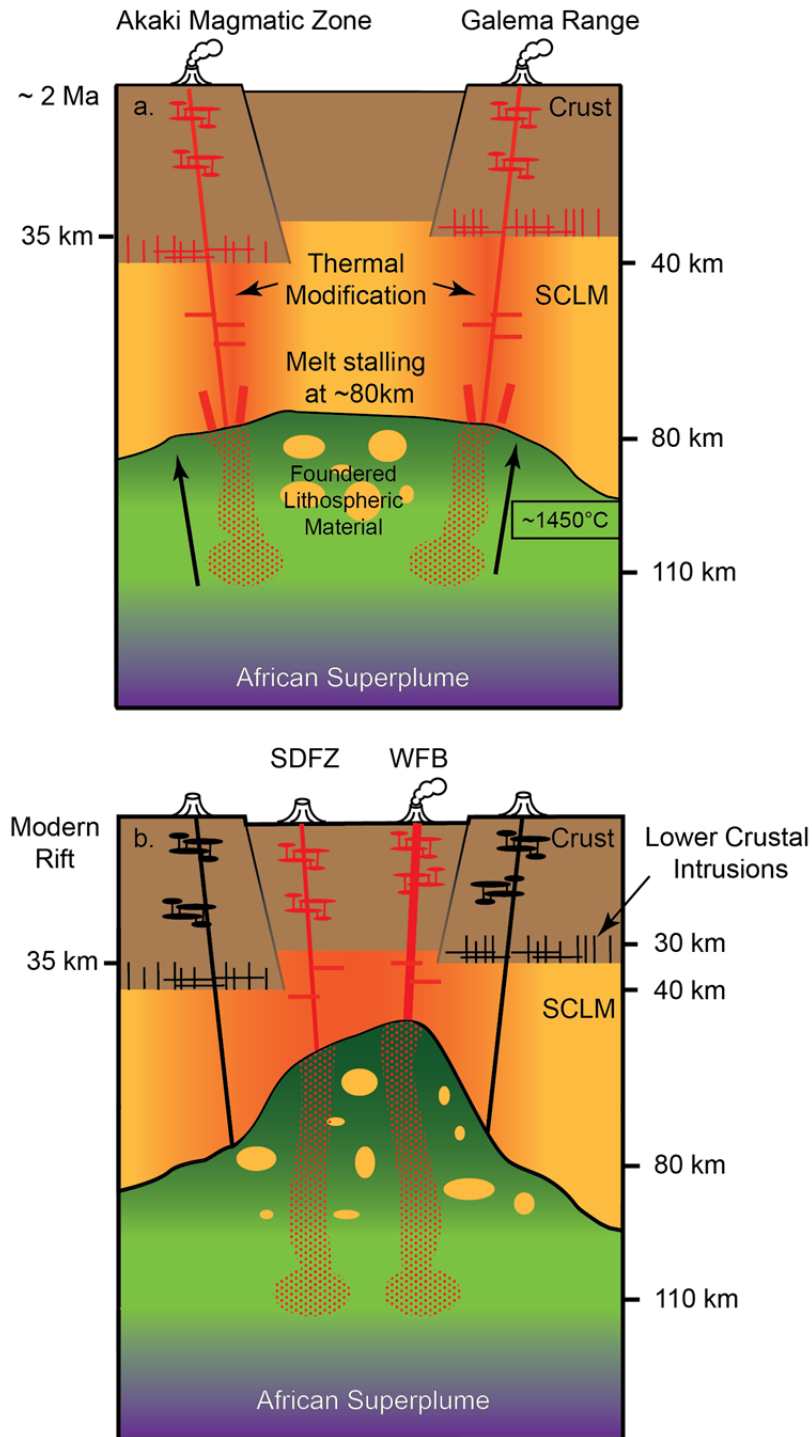 Akaki Magmatic Zone
Galema Range
~ 2 Ma
a.
Crust
35 km
Thermal
Modification
40 km
SCLM
Melt stalling
at ~80km
80 km
Foundered
Lithospheric
Material
~1450°C
110 km
African Superplume
SDFZ
WFB
Modern
Rift
b.
Crust
Lower Crustal
Intrusions
30 km
35 km
40 km
SCLM
80 km
110 km
African Superplume